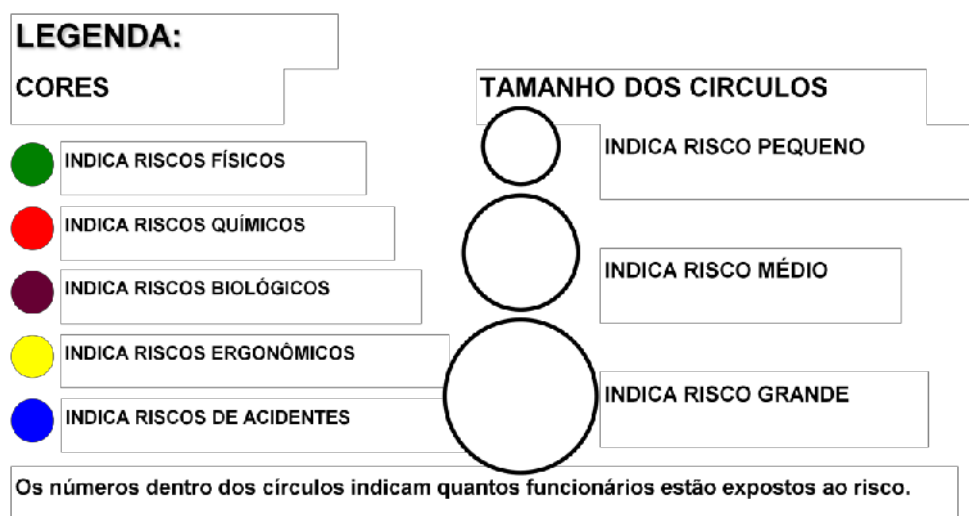 LEGENDA:
CORES
INDICA RISCOS FÍSICOS
INDICA RISCOS QUÍMICOS
INDICA RISCOS BIOLÓGICOS
INDICA RISCOS ERGONÔMICOS
INDICA RISCOS DE ACIDENTES
TAMANHO DOS CIRCULOS
INDICA RISCO PEQUENO
INDICA RISCO MÉDIO
INDICA RISCO GRANDE
Os números dentro dos círculos indicam quantos funcionários estão expostos ao risco.